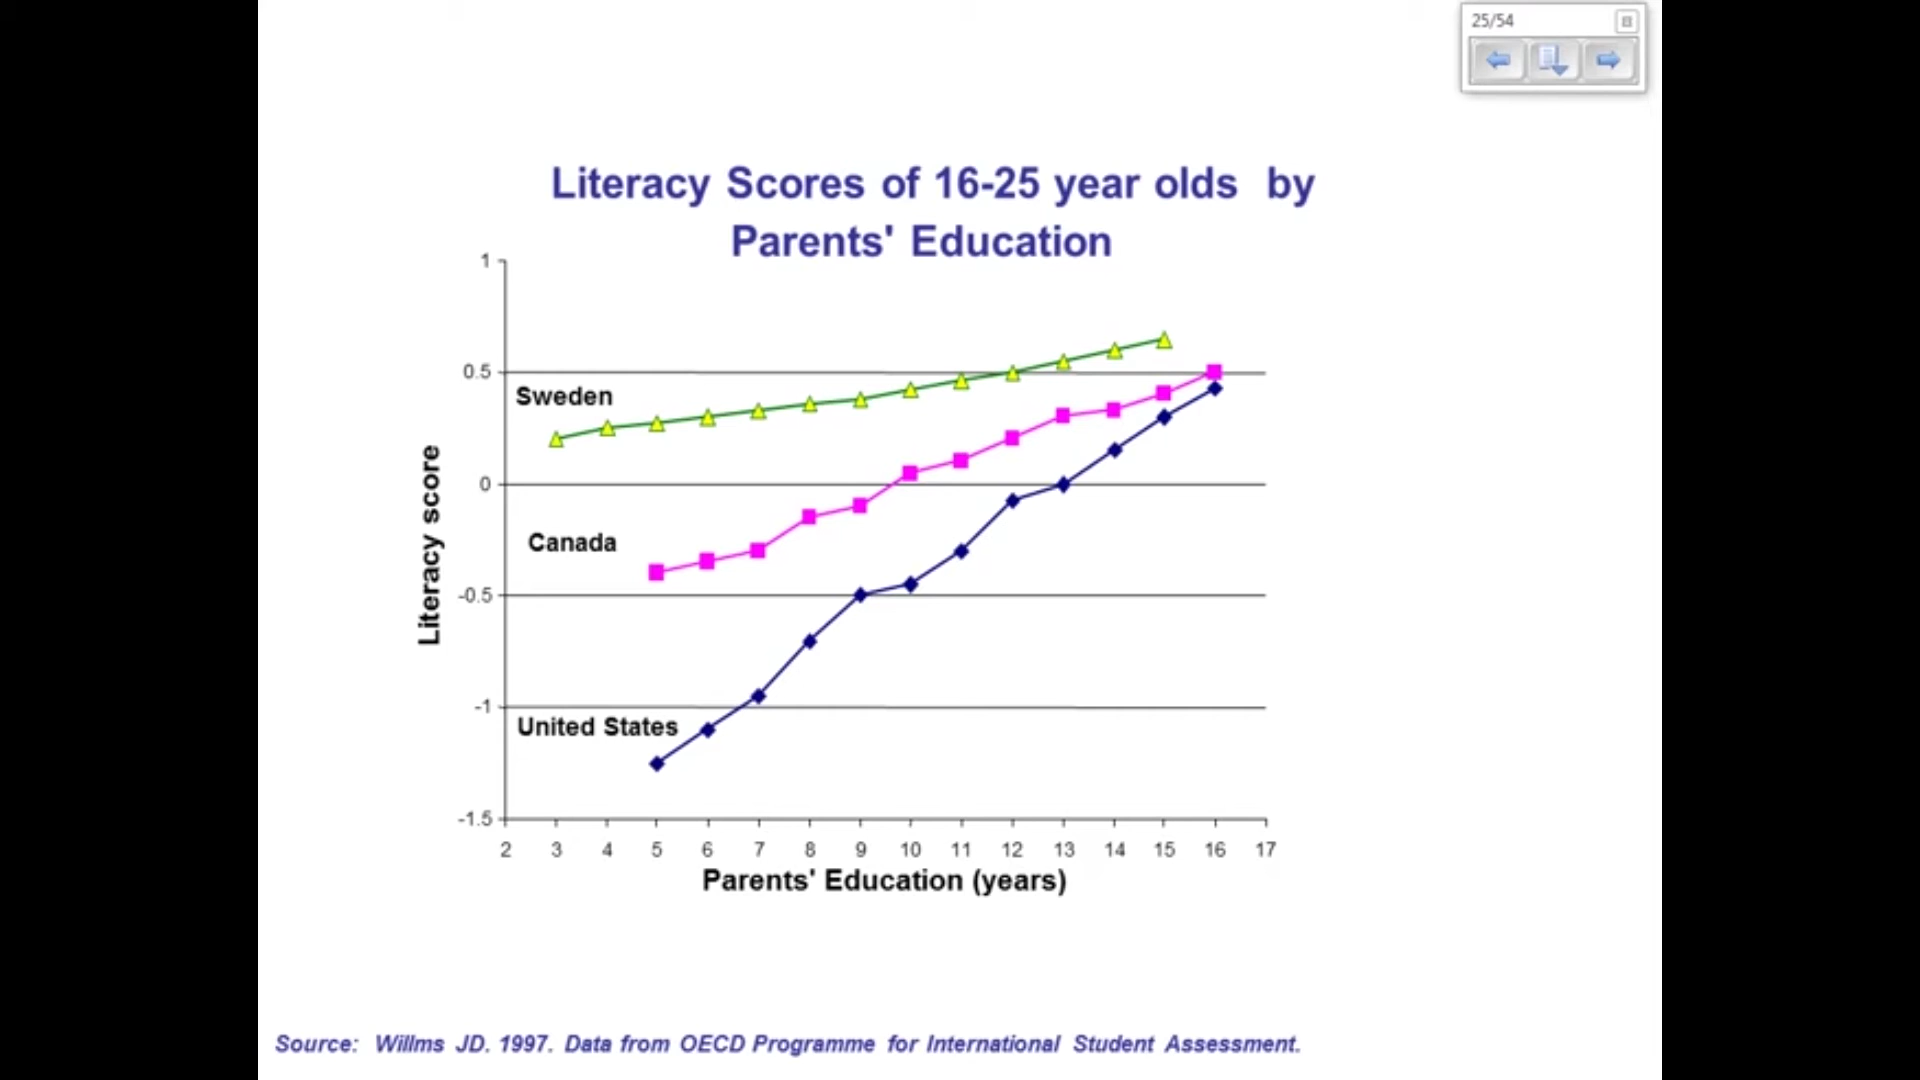 25/54
Literacy Scores of 16-25 year olds by
Parents' Education
1
0.5
0
-0.5
-1
-1.5
Literacy score
Sweden
Canada
United States
2 3 4 5 6 7 8 9 10 11 12 13 14 15 16 17
Parents' Education (years)
Source: Willms JD. 1997. Data from OECD Programme for International Student Assessment.